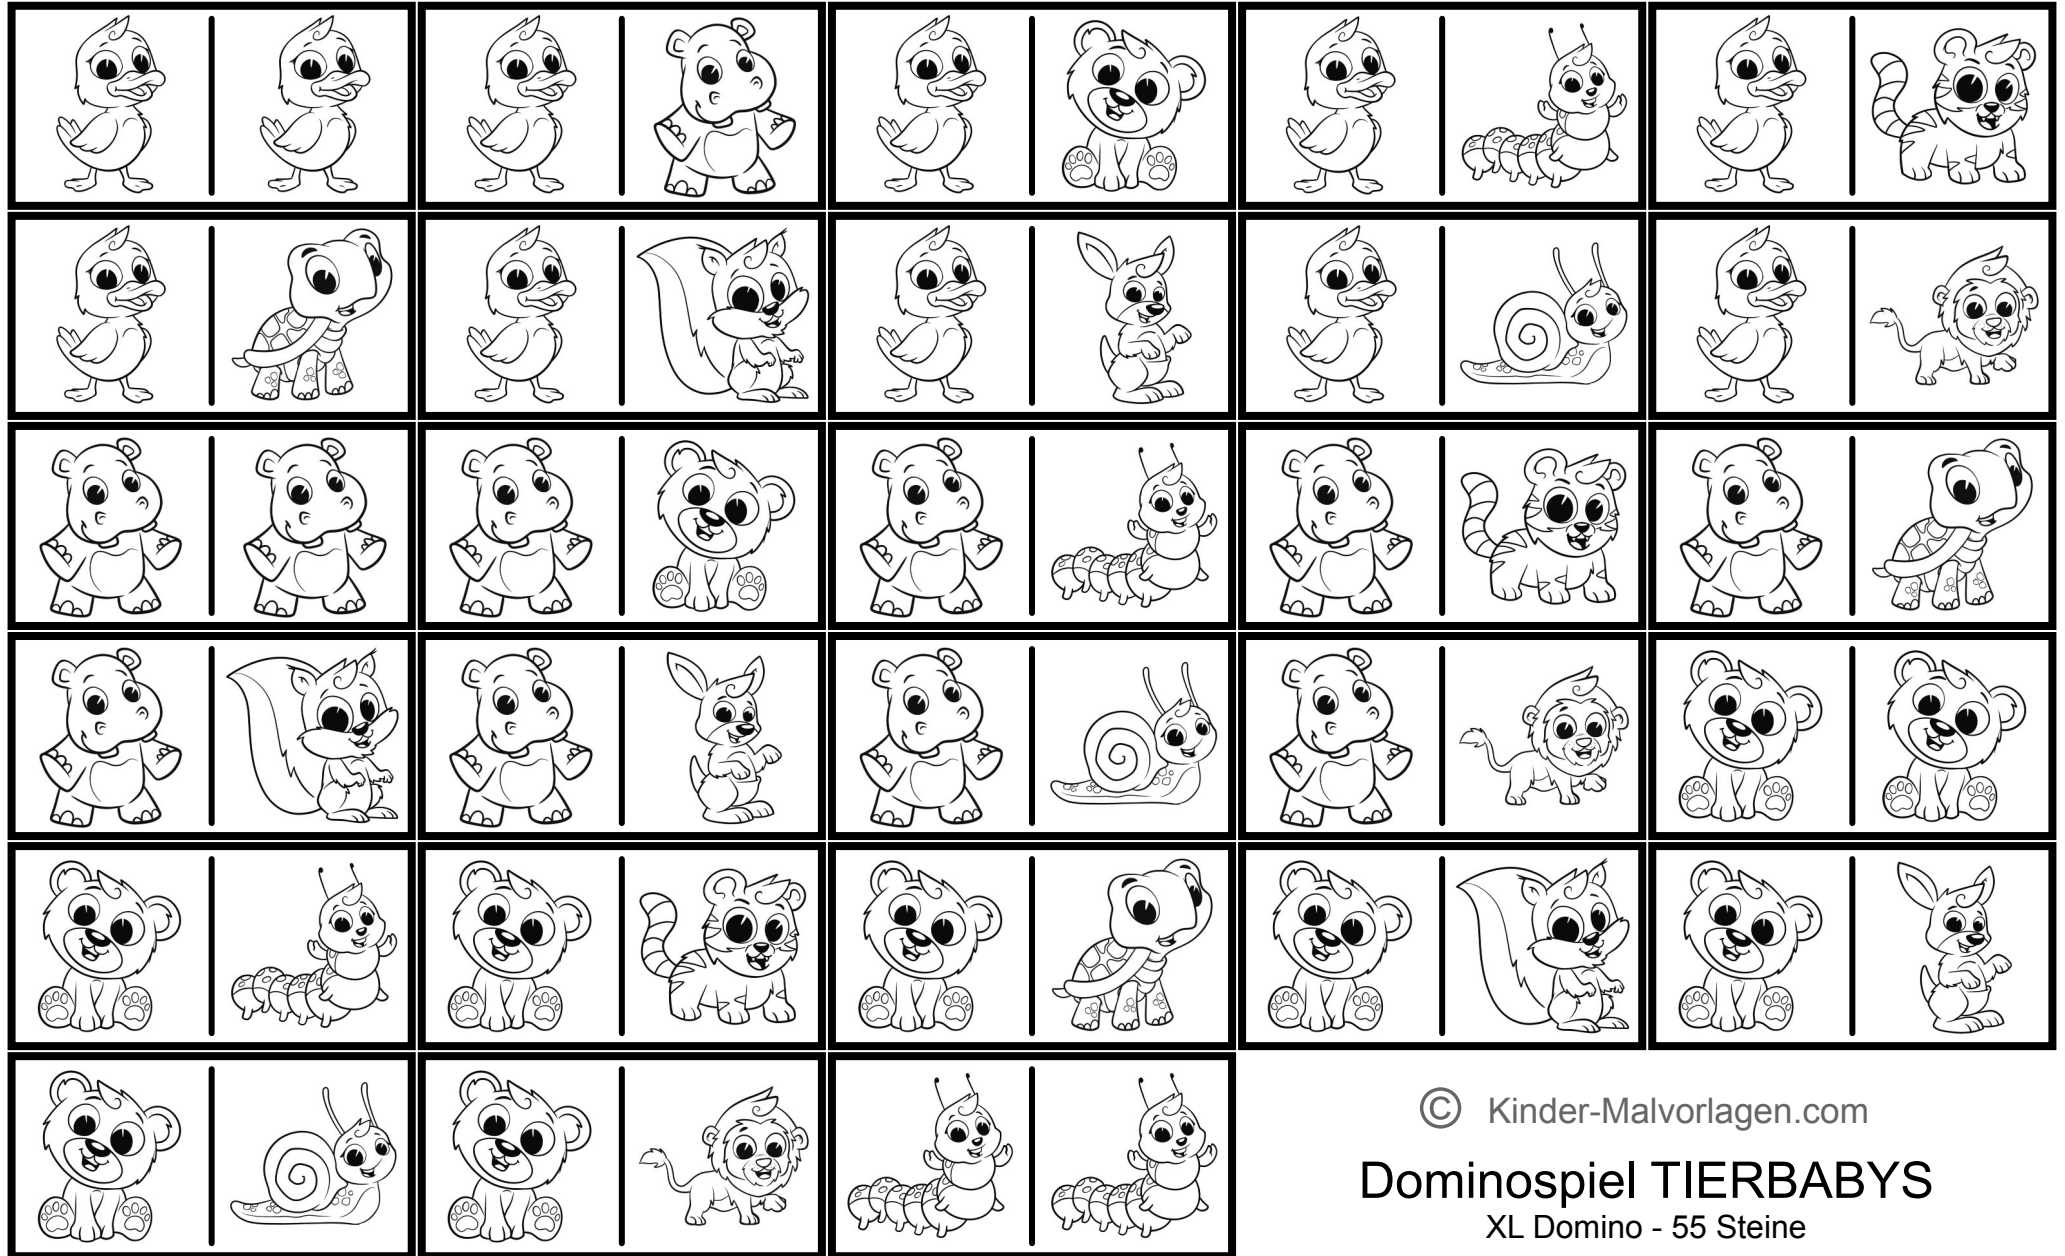 © Kinder-Malvorlagen.com
Dominospiel TIERBABYS
XL Domino - 55 Steine